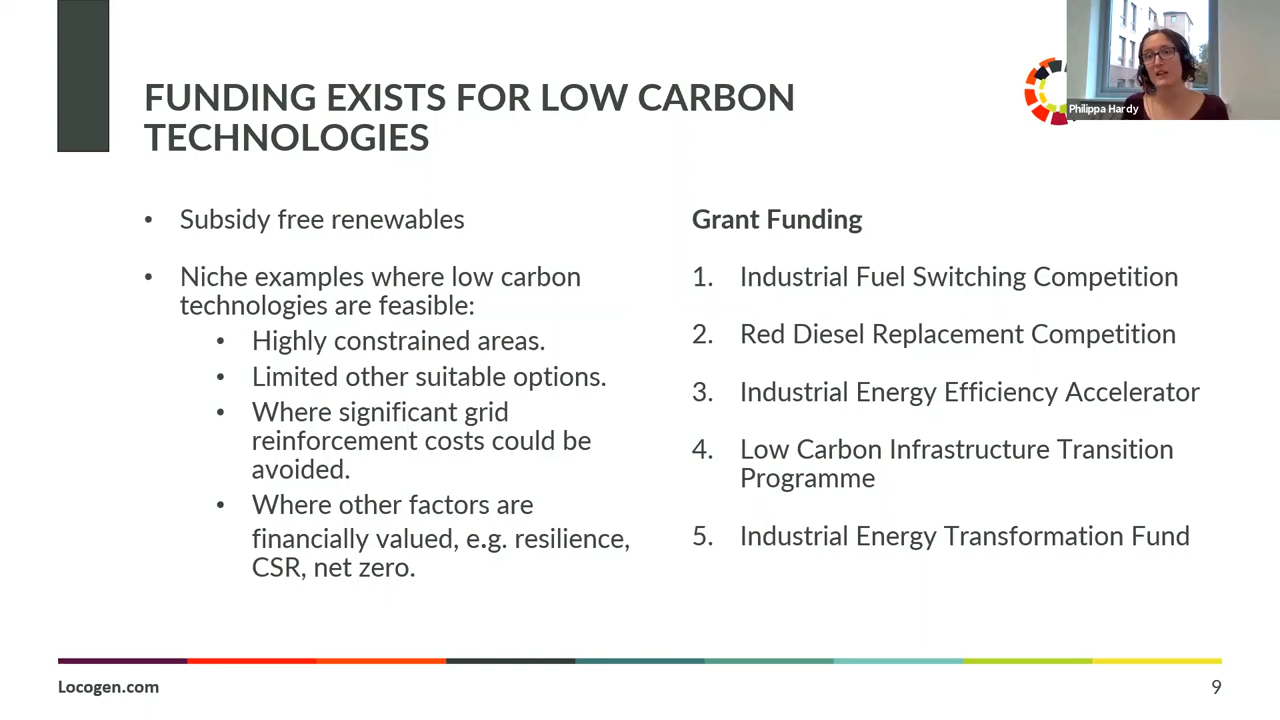 FUNDING EXISTS FOR LOW CARBON
TECHNOLOGIES
Philippa Hardy
• Subsidy free renewables
• Niche examples where low carbon
technologies are feasible:
• Highly constrained areas.
• Limited other suitable options.
• Where significant grid
reinforcement costs could be
avoided.
• Where other factors are
financially valued, e.g. resilience,
CSR, net zero.
Grant Funding
1. Industrial Fuel Switching Competition
2. Red Diesel Replacement Competition
3. Industrial Energy Efficiency Accelerator
4. Low Carbon Infrastructure Transition
Programme
5. Industrial Energy Transformation Fund
Locogen.com
9